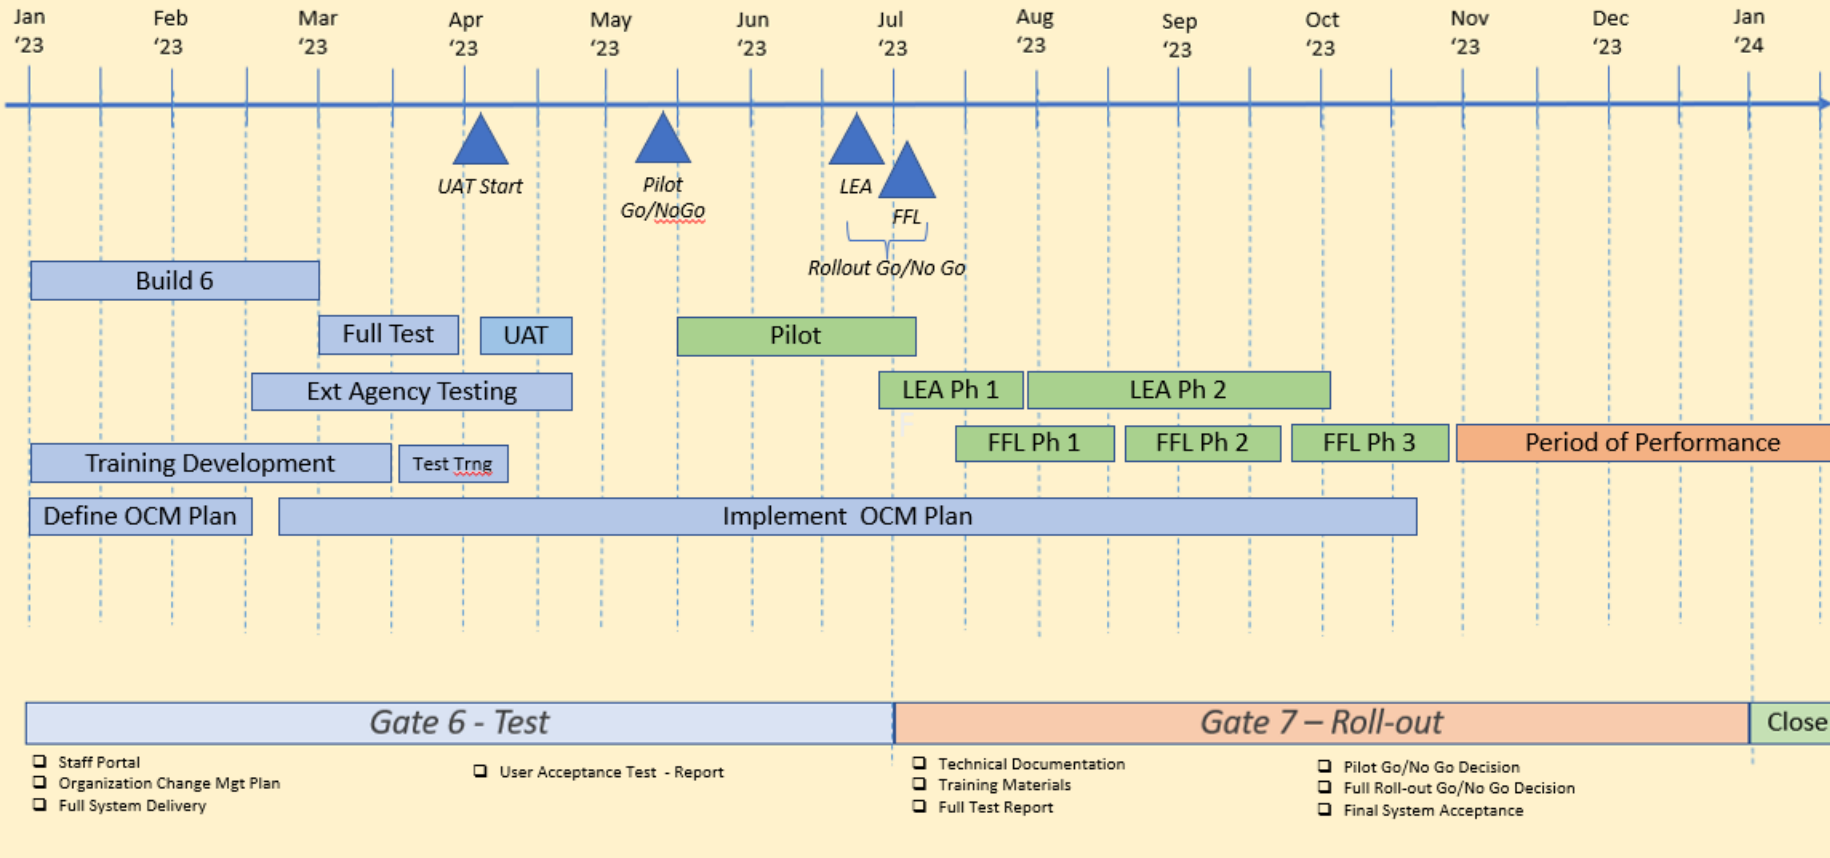 Jan Feb Mar Apr May Jun Jul Aug Sep Oct Nov Dec Jan
‘23 ‘23 ‘23 ‘23 ‘23 ‘23 ‘23 ‘23 ‘23 ‘23 ‘23 ‘23 ‘24
UAT Start
Pilot
Go/NoGo
LEA
FFL
Rollout Go/No Go
Build 6
Full Test
UAT
Pilot
Ext Agency Testing
LEA Ph 1
LEA Ph 2
F
FFL Ph 1
FFL Ph 2
FFL Ph 3
Period of Performance
Training Development
Test Trng
Define OCM Plan
Implement OCM Plan
Gate 6 - Test
Gate 7 – Roll-out
Close
Staff Portal
Organization Change Mgt Plan
Full System Delivery
User Acceptance Test - Report
Technical Documentation
Training Materials
Full Test Report
Pilot Go/No Go Decision
Full Roll-out Go/No Go Decision
Final System Acceptance